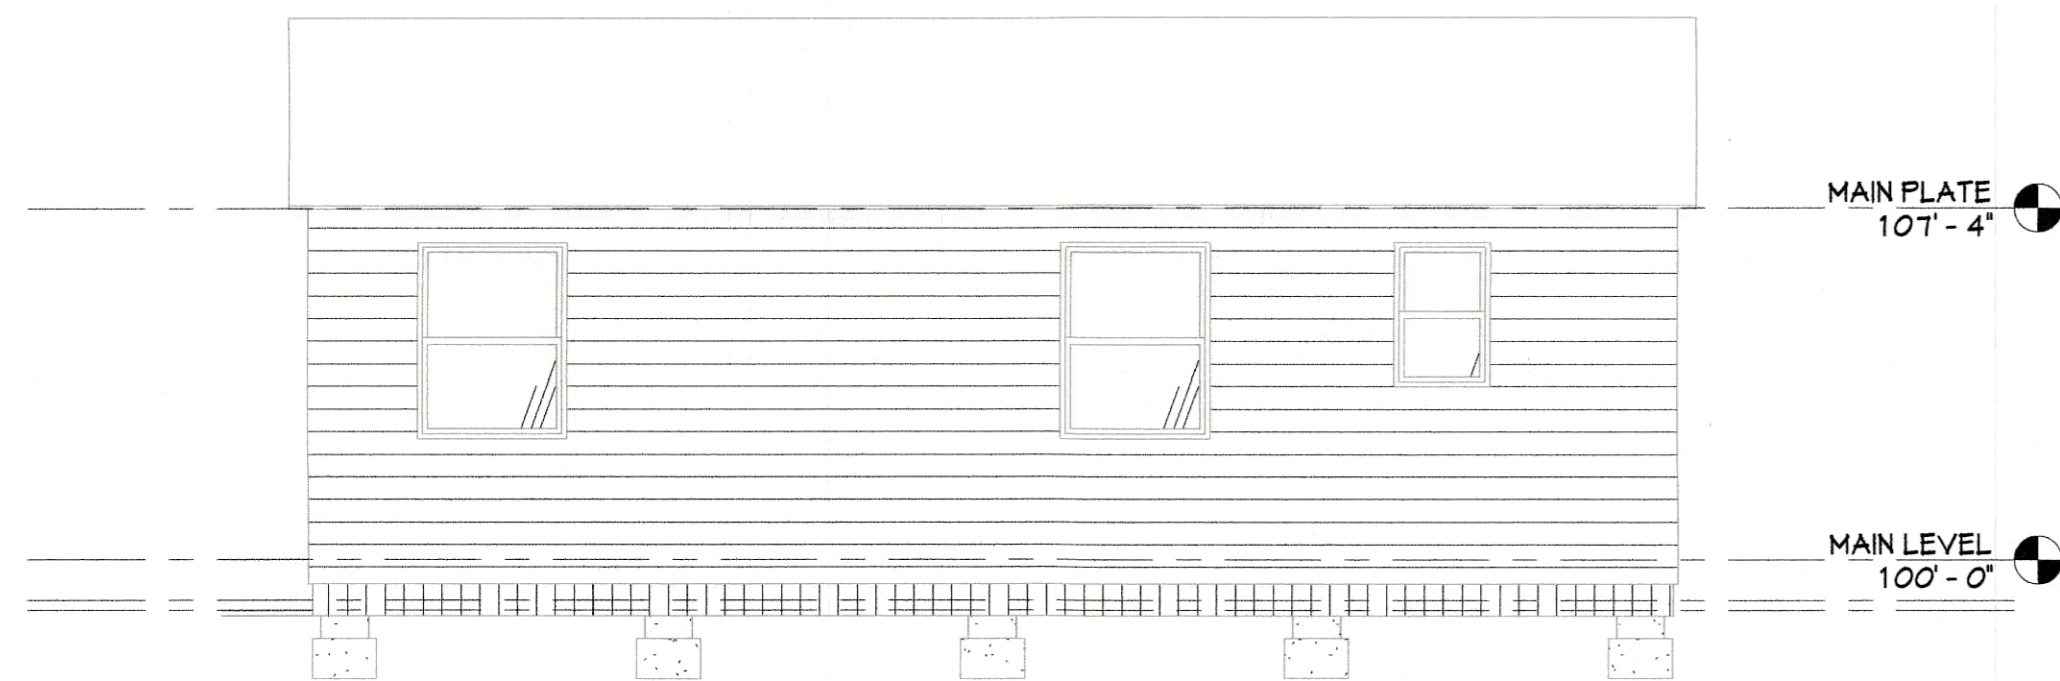 MAIN PLATE
107' - 4"
MAIN LEVEL
100' - 0"